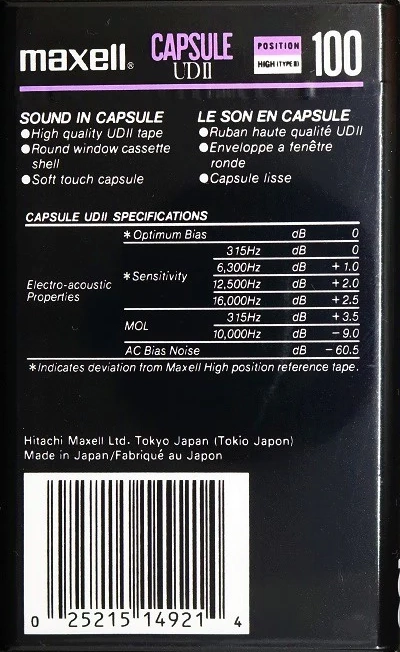 maxell® CAPSULE UDII POSITION HIGH (TYPE II) 100
SOUND IN CAPSULE
●High quality UDII tape
●Round window cassette
shell
●Soft touch capsule
LE SON EN CAPSULE
●Ruban haute qualité UDII
●Enveloppe a fenêtre
ronde
●Capsule lisse
CAPSULE UDII SPECIFICATIONS
Electro-acoustic
Properties
*Optimum Bias dB 0
*Sensitivity
315Hz dB 0
6,300Hz dB +1.0
12,500Hz dB +2.0
16,000Hz dB +2.5
MOL
315Hz dB +3.5
10,000Hz dB -9.0
AC Bias Noise dB -60.5
*Indicates deviation from Maxell High position reference tape.
Hitachi Maxell Ltd. Tokyo Japan (Tokio Japon)
Made in Japan/Fabriqué au Japon
0 25215 14921 4